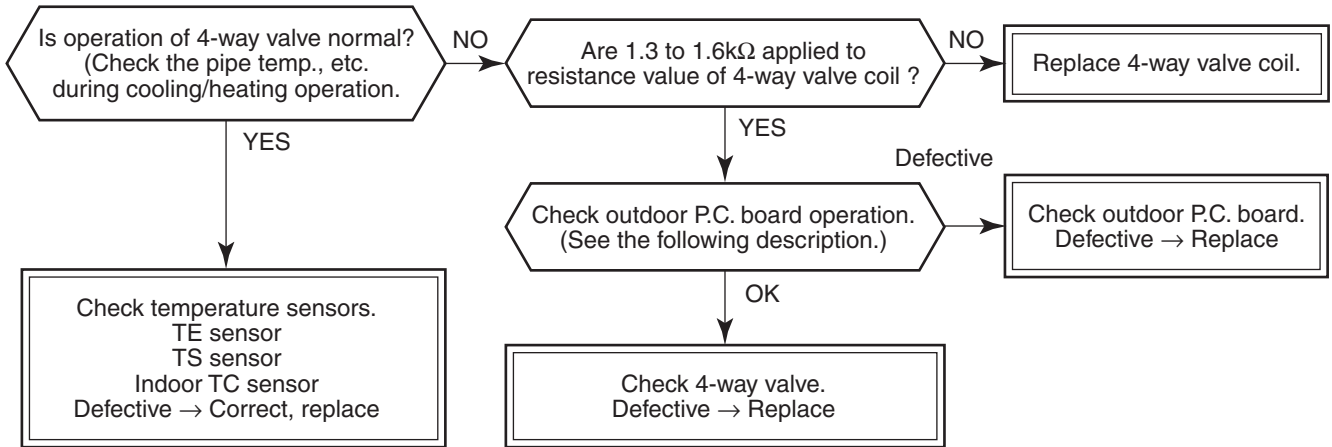 Is operation of 4-way valve normal?
(Check the pipe temp., etc.
during cooling/heating operation.
NO
Are 1.3 to 1.6kΩ applied to
resistance value of 4-way valve coil ?
NO
Replace 4-way valve coil.
YES
YES
Defective
Check outdoor P.C. board operation.
(See the following description.)
Check outdoor P.C. board.
Defective → Replace
OK
Check temperature sensors.
TE sensor
TS sensor
Indoor TC sensor
Defective → Correct, replace
Check 4-way valve.
Defective → Replace